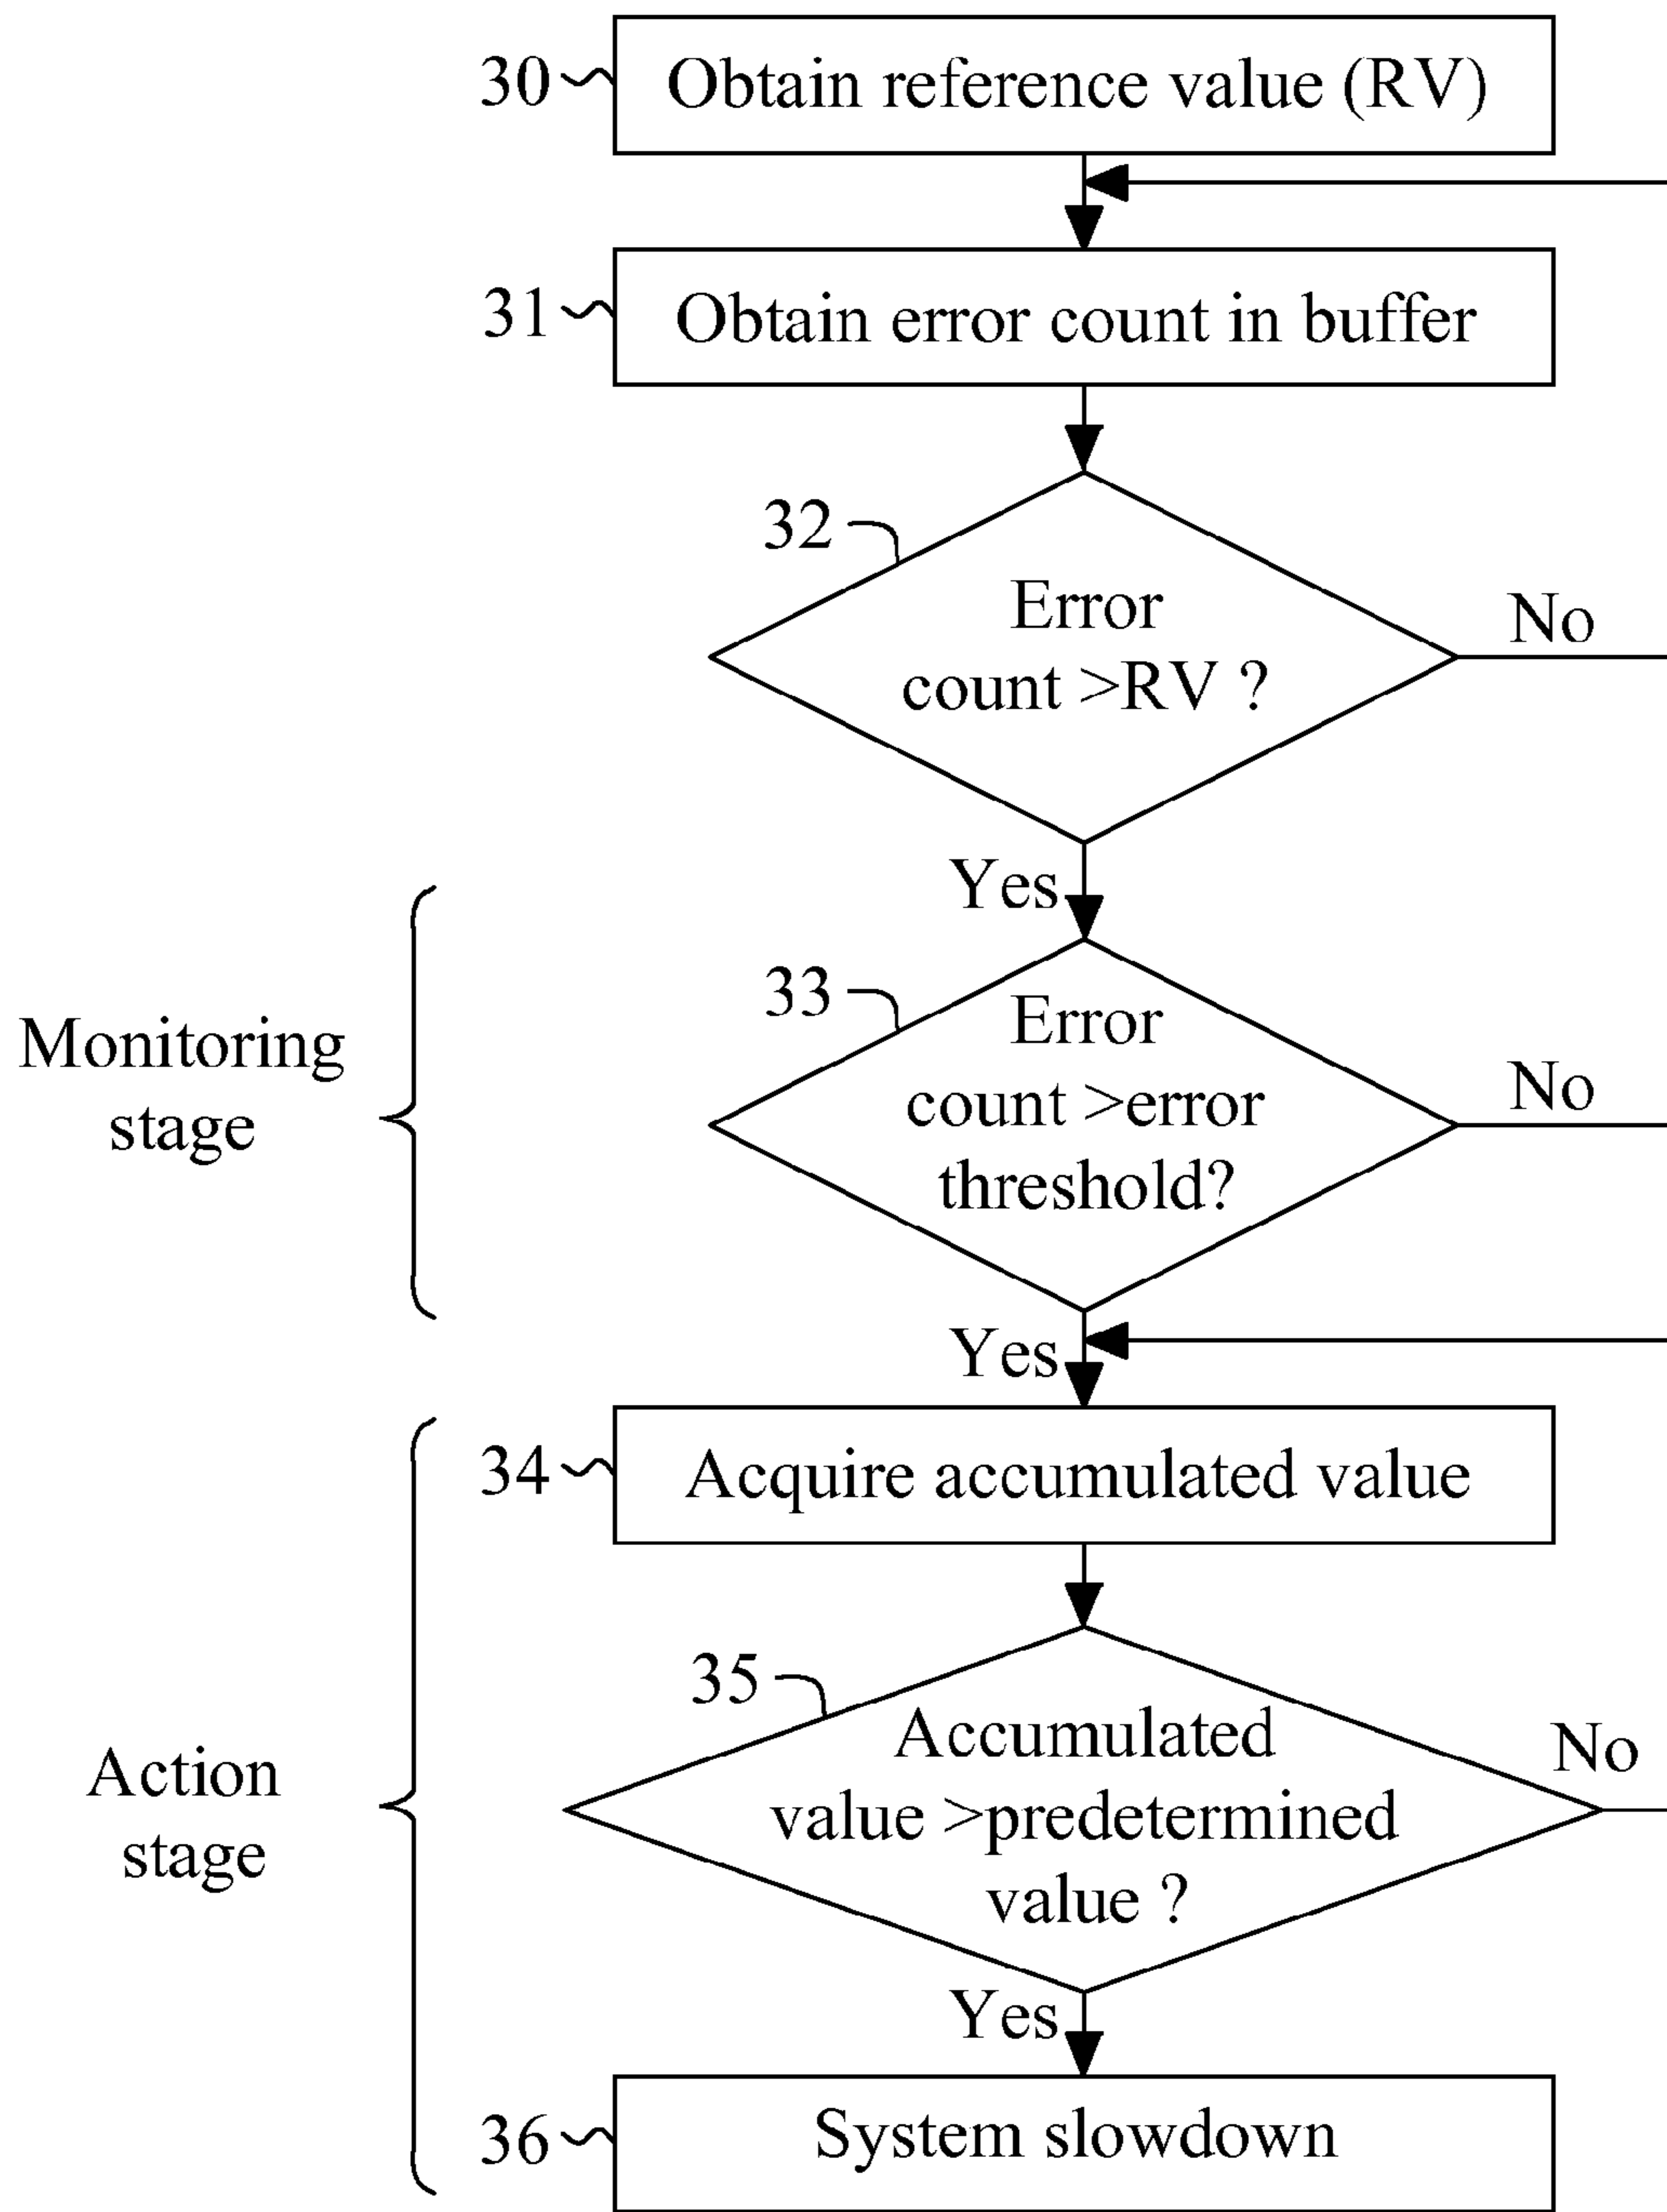 30
Obtain reference value (RV)
31
Obtain error count in buffer
32
Error
count >RV ?
No
Yes
Monitoring
stage
33
Error
count >error
threshold?
No
Yes
34
Acquire accumulated value
Action
stage
35
Accumulated
value >predetermined
value ?
No
Yes
36
System slowdown